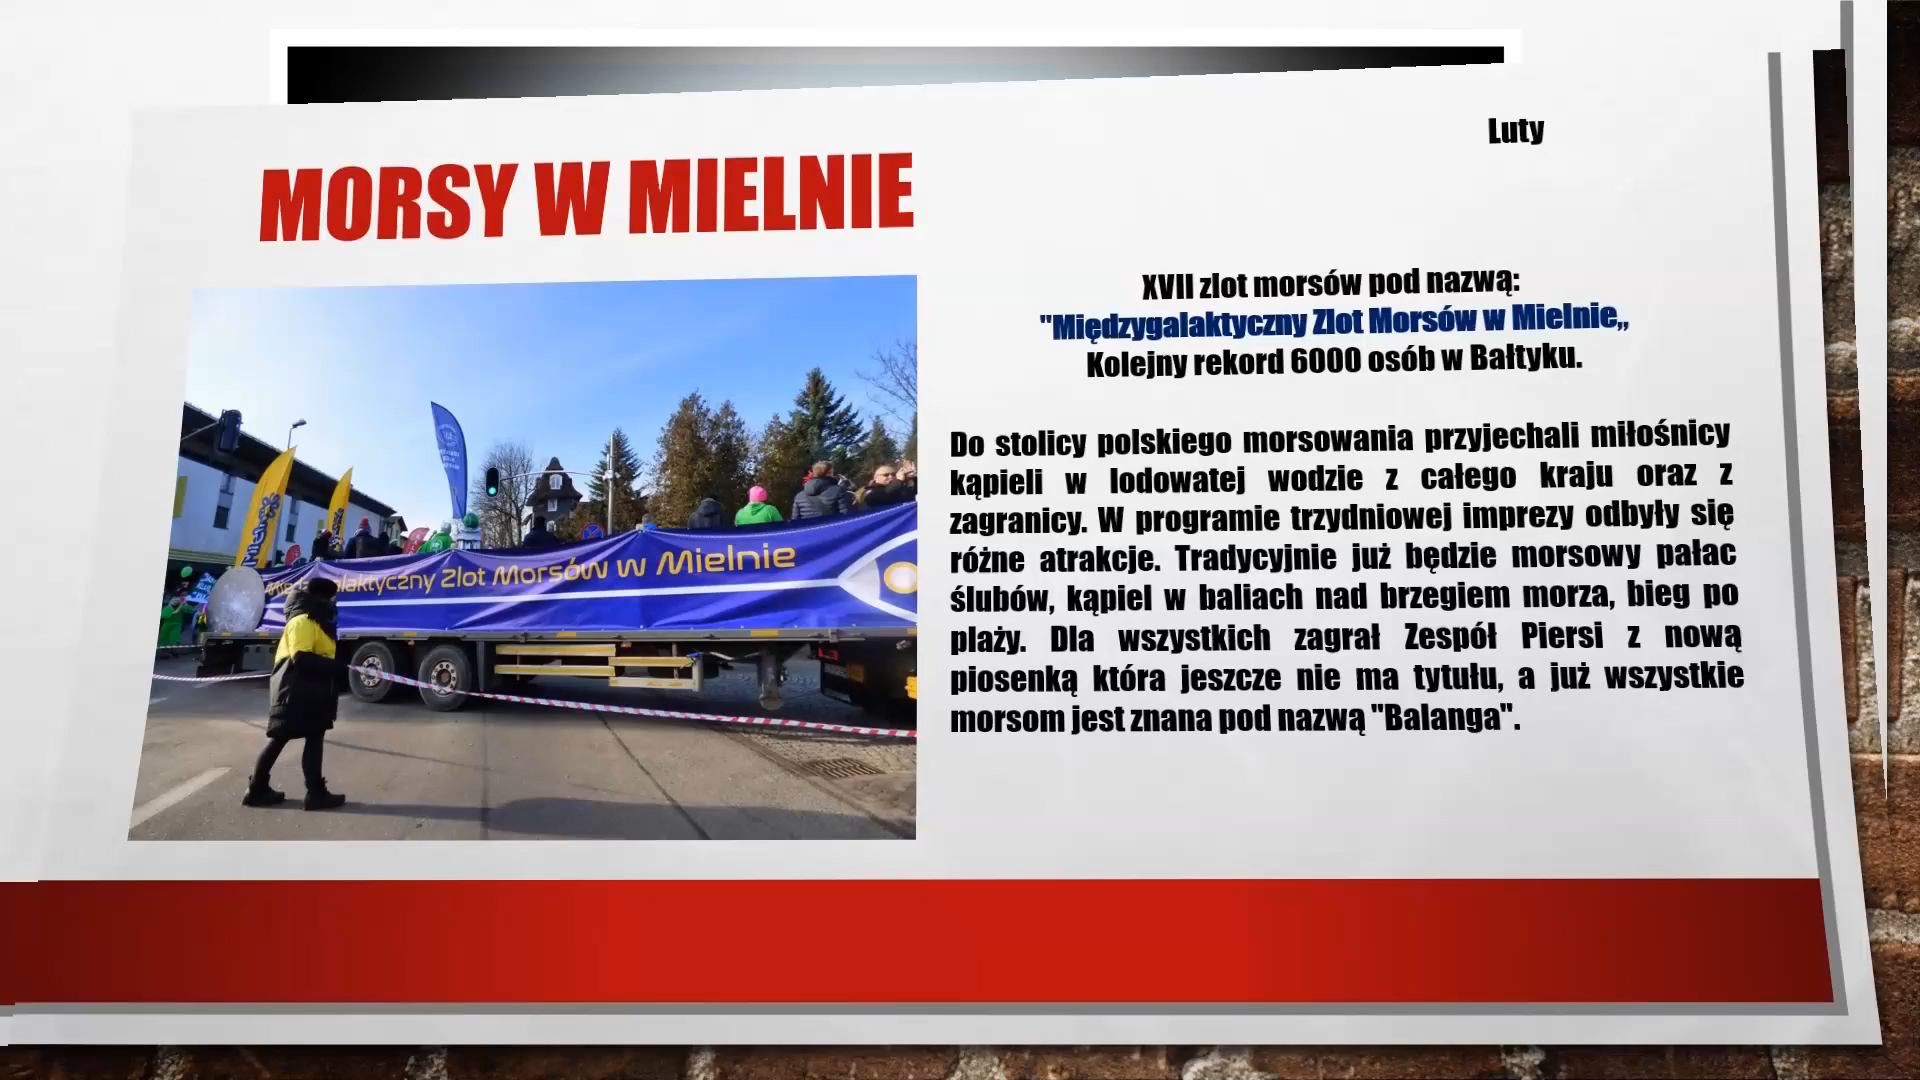 Luty
MORSY W MIELNIE
XVII zlot morsów pod nazwą:
"Międzygalaktyczny Zlot Morsów w Mielnie„
Kolejny rekord 6000 osób w Bałtyku.
Do stolicy polskiego morsowania przyjechali miłośnicy
kąpieli w lodowatej wodzie z całego kraju oraz z
zagranicy. W programie trzydniowej imprezy odbyły się
różne atrakcje. Tradycyjnie już będzie morsowy pałac
ślubów, kąpiel w baliach nad brzegiem morza, bieg po
plaży. Dla wszystkich zagrał Zespół Piersi z nową
piosenką która jeszcze nie ma tytułu, a już wszystkie
morsom jest znana pod nazwą "Balanga".
Zlot Morsów w Mielnie